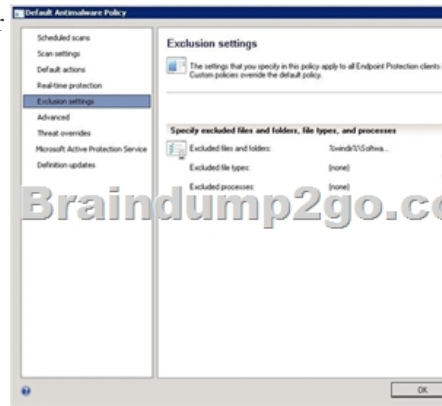 r
Default Antimalware Policy
Scheduled scans
Scan settings
Default actions
Real-time protection
Exclusion settings
Advanced
Threat overrides
Microsoft Active Protection Service
Definition updates
Exclusion settings
The settings that you specify in this policy apply to all Endpoint Protection clients
Custom policies override the default policy.
Specify excluded files and folders, file types, and processes
Excluded files and folders: %windir%\Softwa...
Excluded file types: (none)
Excluded processes: (none)
Braindump2go.co
OK